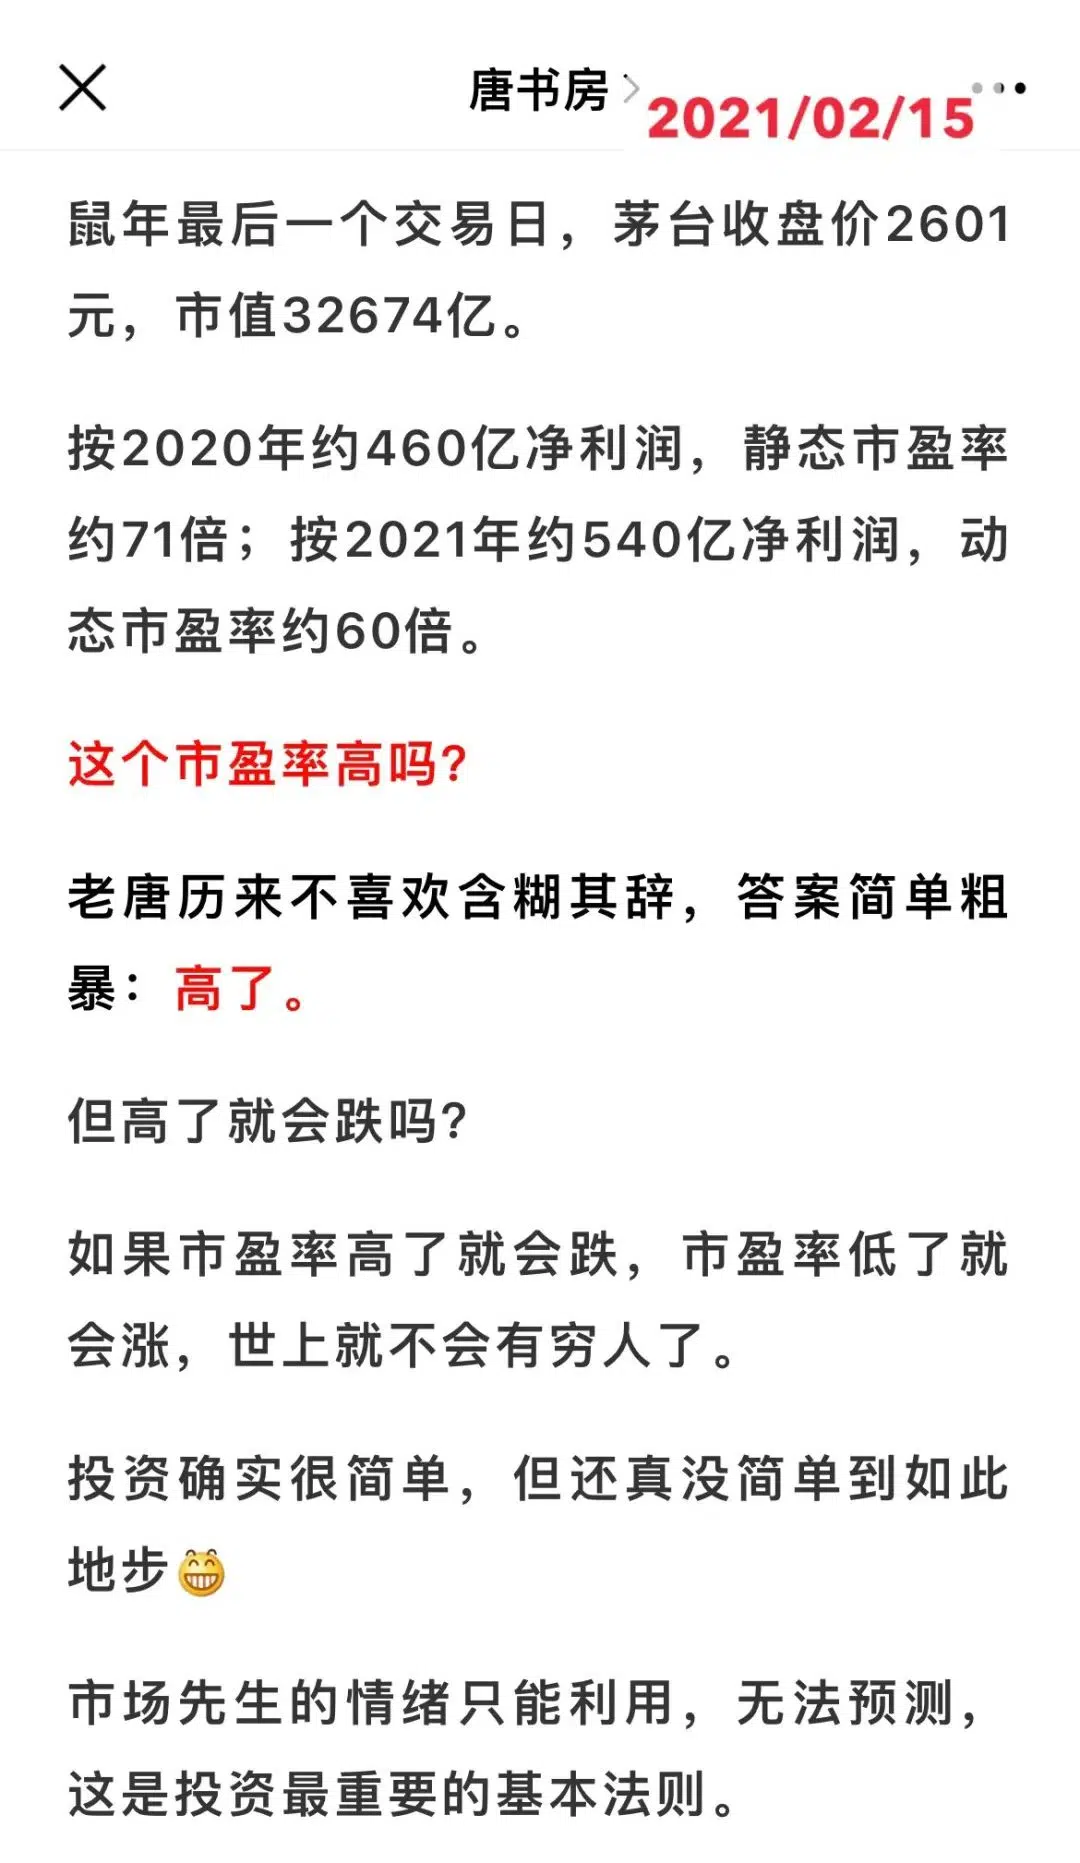 唐书房
2021/02/15
鼠年最后一个交易日，茅台收盘价2601
元，市值32674亿。
按2020年约460亿净利润，静态市盈率
约71倍；按2021年约540亿净利润，动
态市盈率约60倍。
这个市盈率高吗？
老唐历来不喜欢含糊其辞，答案简单粗
暴：高了。
但高了就会跌吗？
如果市盈率高了就会跌，市盈率低了就
会涨，世上就不会有穷人了。
投资确实很简单，但还真没简单到如此
地步😁
市场先生的情绪只能利用，无法预测，
这是投资最重要的基本法则。